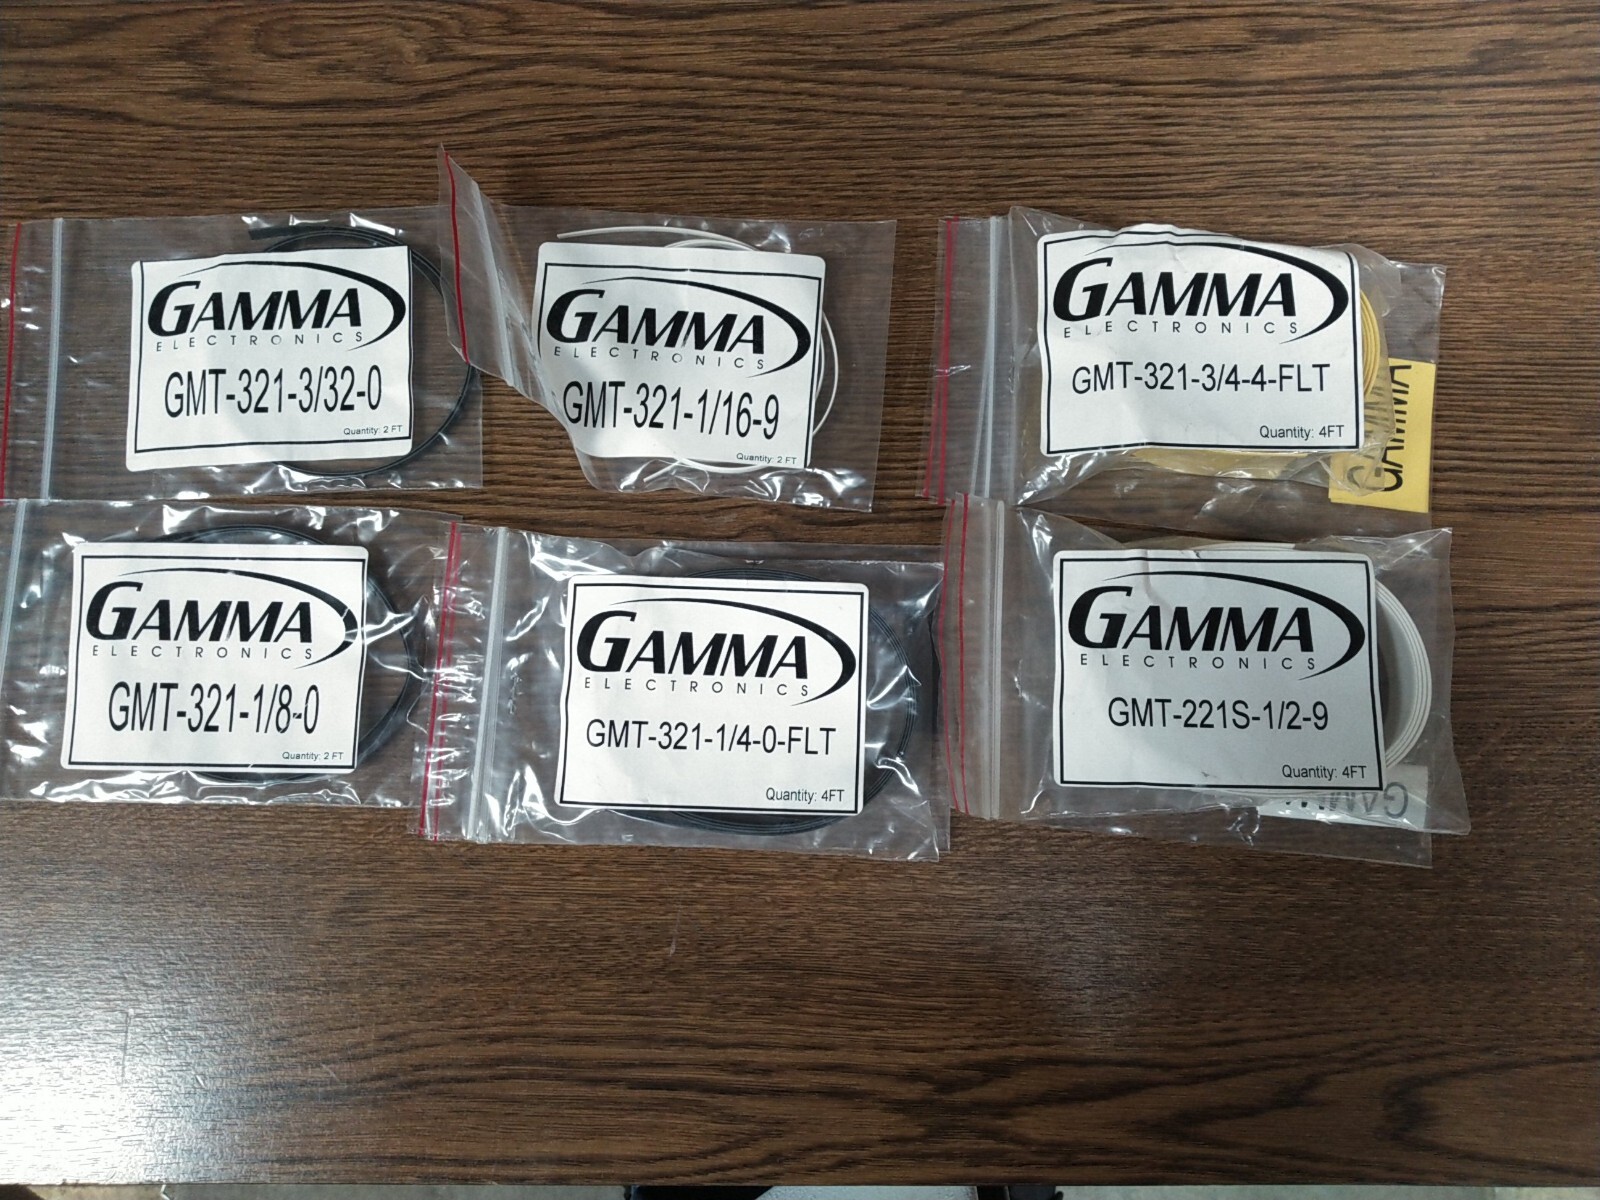 GAMMA
ELECTRONICS
GMT-321-3/32-0
Quantity: 2 FT
GAMMA
ELECTRONICS
GMT-321-1/16-9
Quantity: 2 FT
GAMMA
ELECTRONICS
GMT-321-3/4-4-FLT
Quantity: 4FT
GAMMA
GAMMA
ELECTRONICS
GMT-321-1/8-0
Quantity: 2 FT
GAMMA
ELECTRONICS
GMT-321-1/4-0-FLT
Quantity: 4FT
GAMMA
ELECTRONICS
GMT-221S-1/2-9
Quantity: 4FT